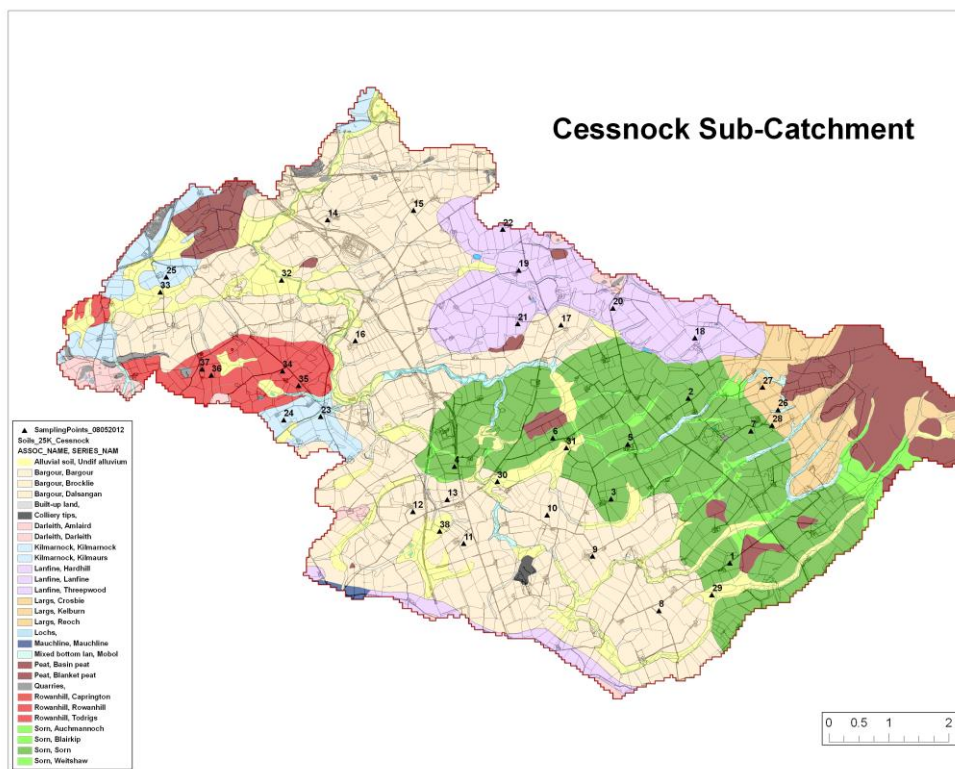 Cessnock Sub-Catchment
22
15
14
19
25
32
33
20
21
17
18
16
37
36
34
35
27
2
26
24
23
28
7
6
31
5
4
30
13
3
12
10
38
11
9
1
29
8
SamplingPoints_08052012
Soils_25K_Cessnock
ASSOC_NAME, SERIES_NAM
Alluvial soil, Undif alluvium
Bargour, Bargour
Bargour, Brocklie
Bargour, Dalsangan
Built-up land,
Colliery tips,
Darleith, Amlaird
Darleith, Darleith
Kilmarnock, Kilmarnock
Kilmarnock, Kilmaurs
Lanfine, Hardhill
Lanfine, Lanfine
Lanfine, Threepwood
Largs, Crosbie
Largs, Kelburn
Largs, Reoch
Lochs,
Mauchline, Mauchline
Mixed bottom lan, Mobol
Peat, Basin peat
Peat, Blanket peat
Quarries,
Rowanhill, Caprington
Rowanhill, Rowanhill
Rowanhill, Todrigs
Sorn, Auchmannoch
Sorn, Blairkip
Sorn, Sorn
Sorn, Weitshaw
0 0.5 1 2